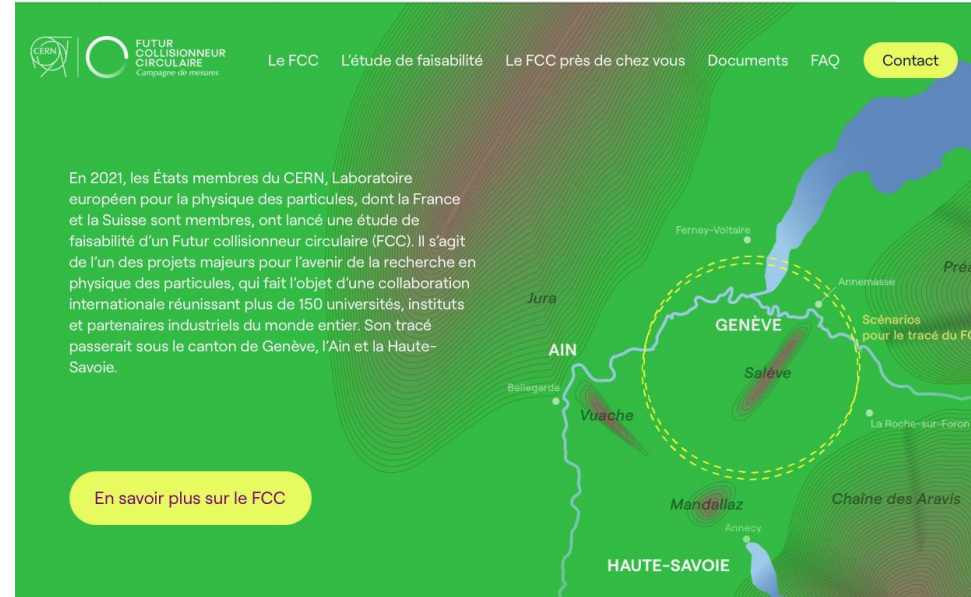 CERN
FUTUR
COLLISIONNEUR
CIRCULAIRE
Campagne de mesures
Le FCC
L'étude de faisabilité
Le FCC près de chez vous
Documents
FAQ
Contact
En 2021, les États membres du CERN, Laboratoire
européen pour la physique des particules, dont la France
et la Suisse sont membres, ont lancé une étude de
faisabilité d'un Futur collisionneur circulaire (FCC). Il s'agit
de l'un des projets majeurs pour l'avenir de la recherche en
physique des particules, qui fait l'objet d'une collaboration
internationale réunissant plus de 150 universités, instituts
et partenaires industriels du monde entier. Son tracé
passerait sous le canton de Genève, l'Ain et la Haute-
Savoie.
En savoir plus sur le FCC
Ferney-Voltaire
Préa
Annemasse
Jura
GENÈVE
Scénarios
pour le tracé du FC
AIN
Salève
Bellegarde
Vuache
La Roche-sur-Foron
Mandallaz
Chaîne des Aravis
Annecy
HAUTE-SAVOIE